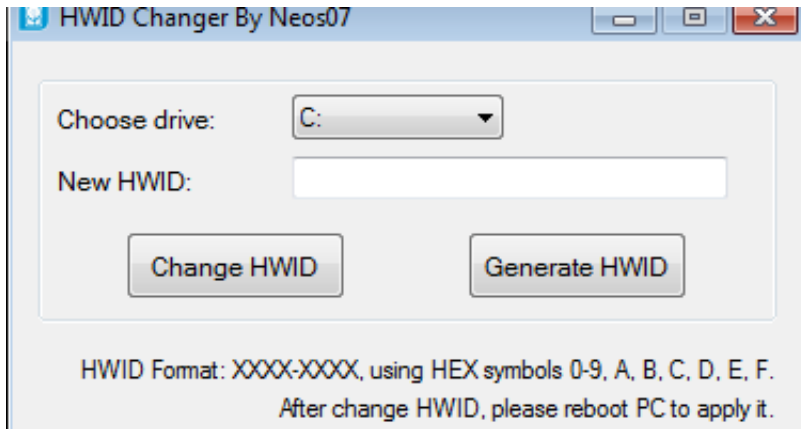 HWID Changer By Neos07
Choose drive:
C:
New HWID:
Change HWID
Generate HWID
HWID Format: XXXX-XXXX, using HEX symbols 0-9, A, B, C, D, E, F.
After change HWID, please reboot PC to apply it.